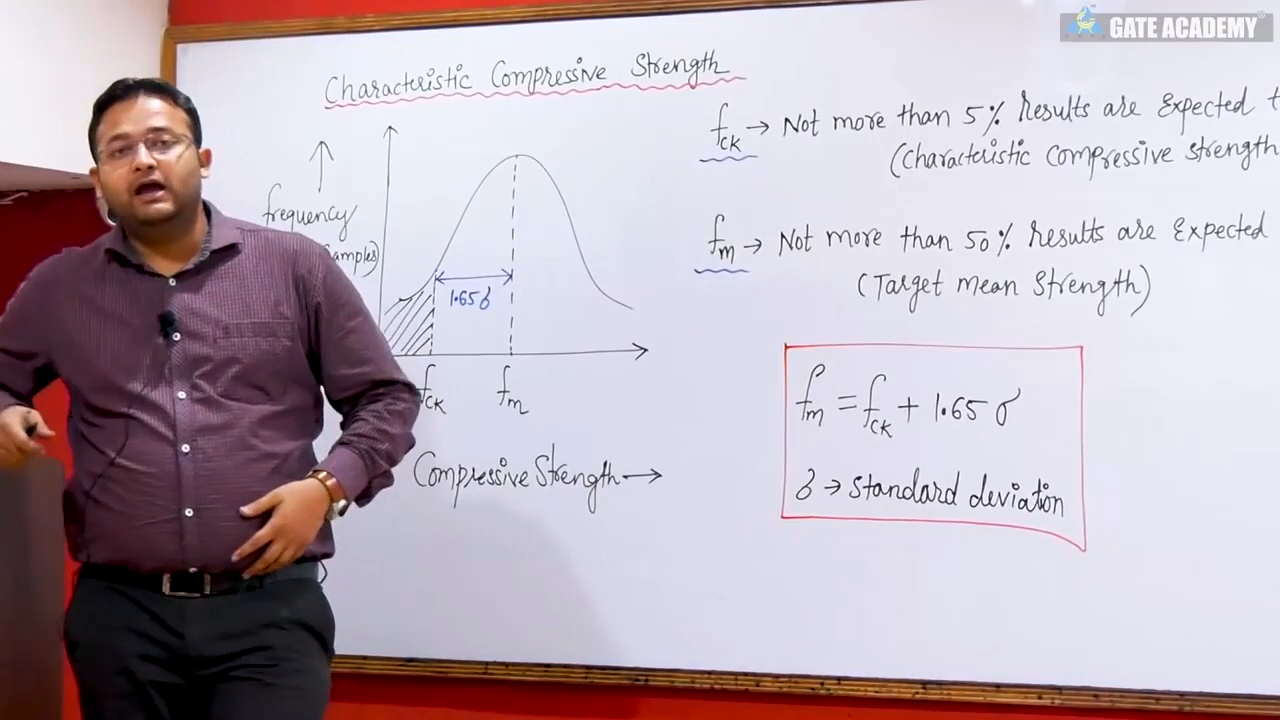 GATE ACADEMY
Characteristic Compressive Strength
fck → Not more than 5% Results are Expected
(Characteristic Compressive Strength
frequency
1.65σ
fm → Not more than 50% Results are Expected
(Target mean Strength)
fck
fm
fm = fck + 1.65 σ
Compressive Strength →
σ → Standard deviation